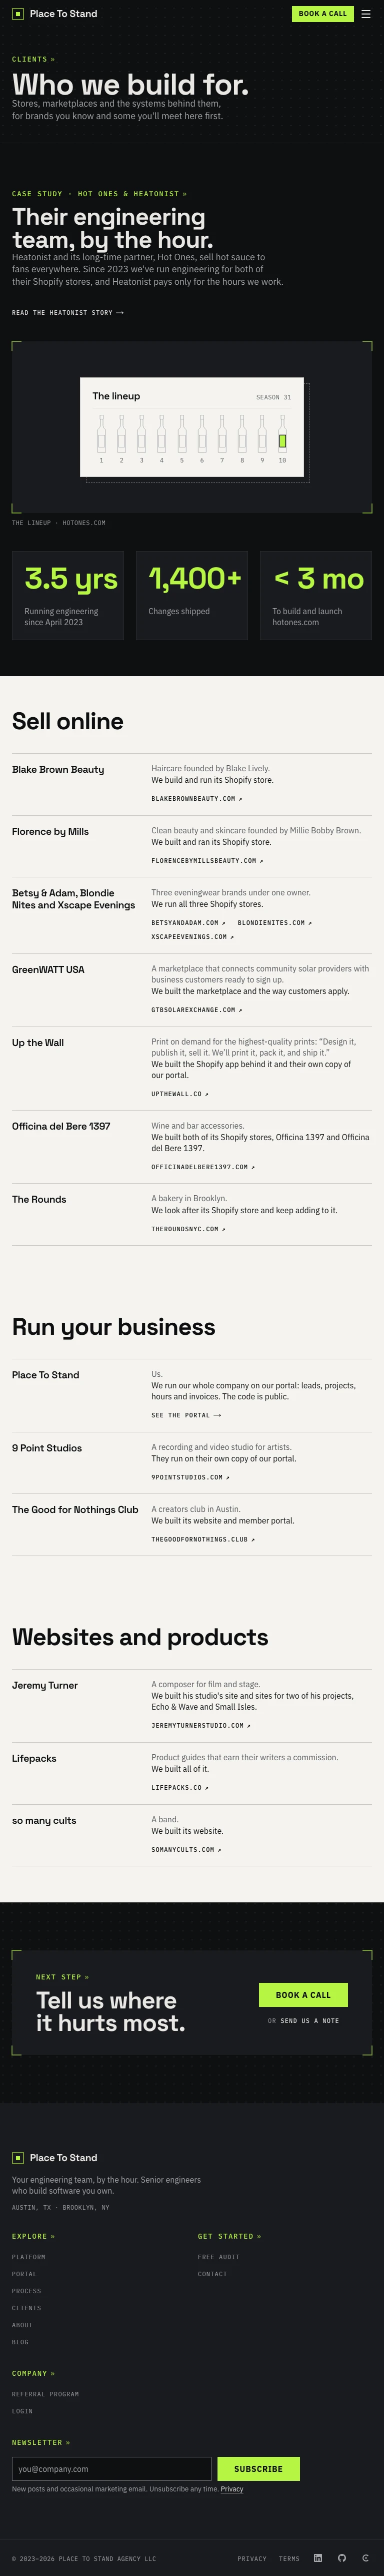 Place To Stand
BOOK A CALL
CLIENTS »
Who we build for.
Stores, marketplaces and the systems behind them,
for brands you know and some you'll meet here first.
CASE STUDY · HOT ONES & HEATONIST »
Their engineering
team, by the hour.
Heatonist and its long-time partner, Hot Ones, sell hot sauce to
fans everywhere. Since 2023 we've run engineering for both of
their Shopify stores, and Heatonist pays only for the hours we work.
READ THE HEATONIST STORY →
The lineup
SEASON 31
1 2 3 4 5 6 7 8 9 10
THE LINEUP · HOTONES.COM
3.5 yrs
Running engineering
since April 2023
1,400+
Changes shipped
< 3 mo
To build and launch
hotones.com
Sell online
Blake Brown Beauty
Haircare founded by Blake Lively.
We build and run its Shopify store.
BLAKEBROWNBEAUTY.COM ↗
Florence by Mills
Clean beauty and skincare founded by Millie Bobby Brown.
We built and ran its Shopify store.
FLORENCEBYMILLSBEAUTY.COM ↗
Betsy & Adam, Blondie
Nites and Xscape Evenings
Three eveningwear brands under one owner.
We run all three Shopify stores.
BETSYANDADAM.COM ↗ BLONDIENITES.COM ↗
XSCAPEEVENINGS.COM ↗
GreenWATT USA
A marketplace that connects community solar providers with
business customers ready to sign up.
We built the marketplace and the way customers apply.
GTBSOLAREXCHANGE.COM ↗
Up the Wall
Print on demand for the highest-quality prints: “Design it,
publish it, sell it. We'll print it, pack it, and ship it.”
We built the Shopify app behind it and their own copy of
our portal.
UPTHEWALL.CO ↗
Officina del Bere 1397
Wine and bar accessories.
We built both of its Shopify stores, Officina 1397 and Officina
del Bere 1397.
OFFICINADELBERE1397.COM ↗
The Rounds
A bakery in Brooklyn.
We look after its Shopify store and keep adding to it.
THEROUNDSNYC.COM ↗
Run your business
Place To Stand
Us.
We run our whole company on our portal: leads, projects,
hours and invoices. The code is public.
SEE THE PORTAL →
9 Point Studios
A recording and video studio for artists.
They run on their own copy of our portal.
9POINTSTUDIOS.COM ↗
The Good for Nothings Club
A creators club in Austin.
We built its website and member portal.
THEGOODFORNOTHINGS.CLUB ↗
Websites and products
Jeremy Turner
A composer for film and stage.
We built his studio's site and sites for two of his projects,
Echo & Wave and Small Isles.
JEREMYTURNERSTUDIO.COM ↗
Lifepacks
Product guides that earn their writers a commission.
We built all of it.
LIFEPACKS.CO ↗
so many cults
A band.
We built its website.
SOMANYCULTS.COM ↗
NEXT STEP »
Tell us where
it hurts most.
BOOK A CALL
OR SEND US A NOTE
Place To Stand
Your engineering team, by the hour. Senior engineers
who build software you own.
AUSTIN, TX · BROOKLYN, NY
EXPLORE »
PLATFORM
PORTAL
PROCESS
CLIENTS
ABOUT
BLOG
GET STARTED »
FREE AUDIT
CONTACT
COMPANY »
REFERRAL PROGRAM
LOGIN
NEWSLETTER »
you@company.com
SUBSCRIBE
New posts and occasional marketing email. Unsubscribe any time. Privacy
© 2023–2026 PLACE TO STAND AGENCY LLC
PRIVACY TERMS